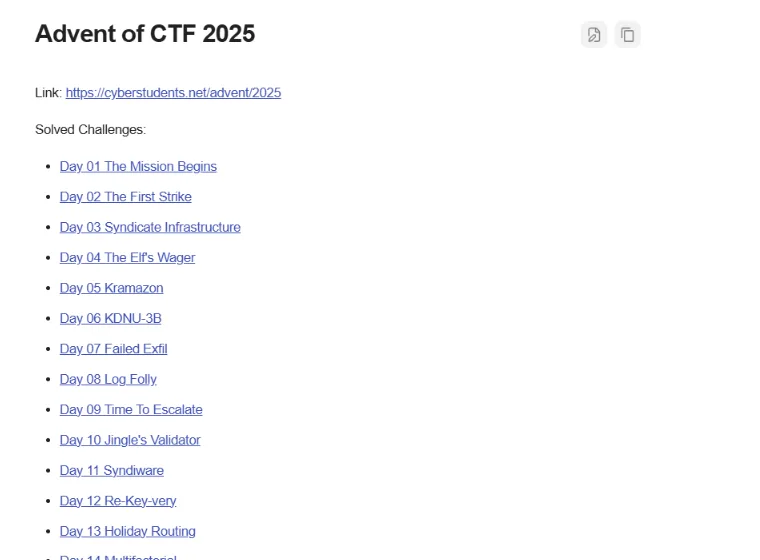 Advent of CTF 2025
Link: https://cyberstudents.net/advent/2025
Solved Challenges:
Day 01 The Mission Begins
Day 02 The First Strike
Day 03 Syndicate Infrastructure
Day 04 The Elf's Wager
Day 05 Kramazon
Day 06 KDNU-3B
Day 07 Failed Exfil
Day 08 Log Folly
Day 09 Time To Escalate
Day 10 Jingle's Validator
Day 11 Syndiware
Day 12 Re-Key-very
Day 13 Holiday Routing
Day 14 Multifactorial